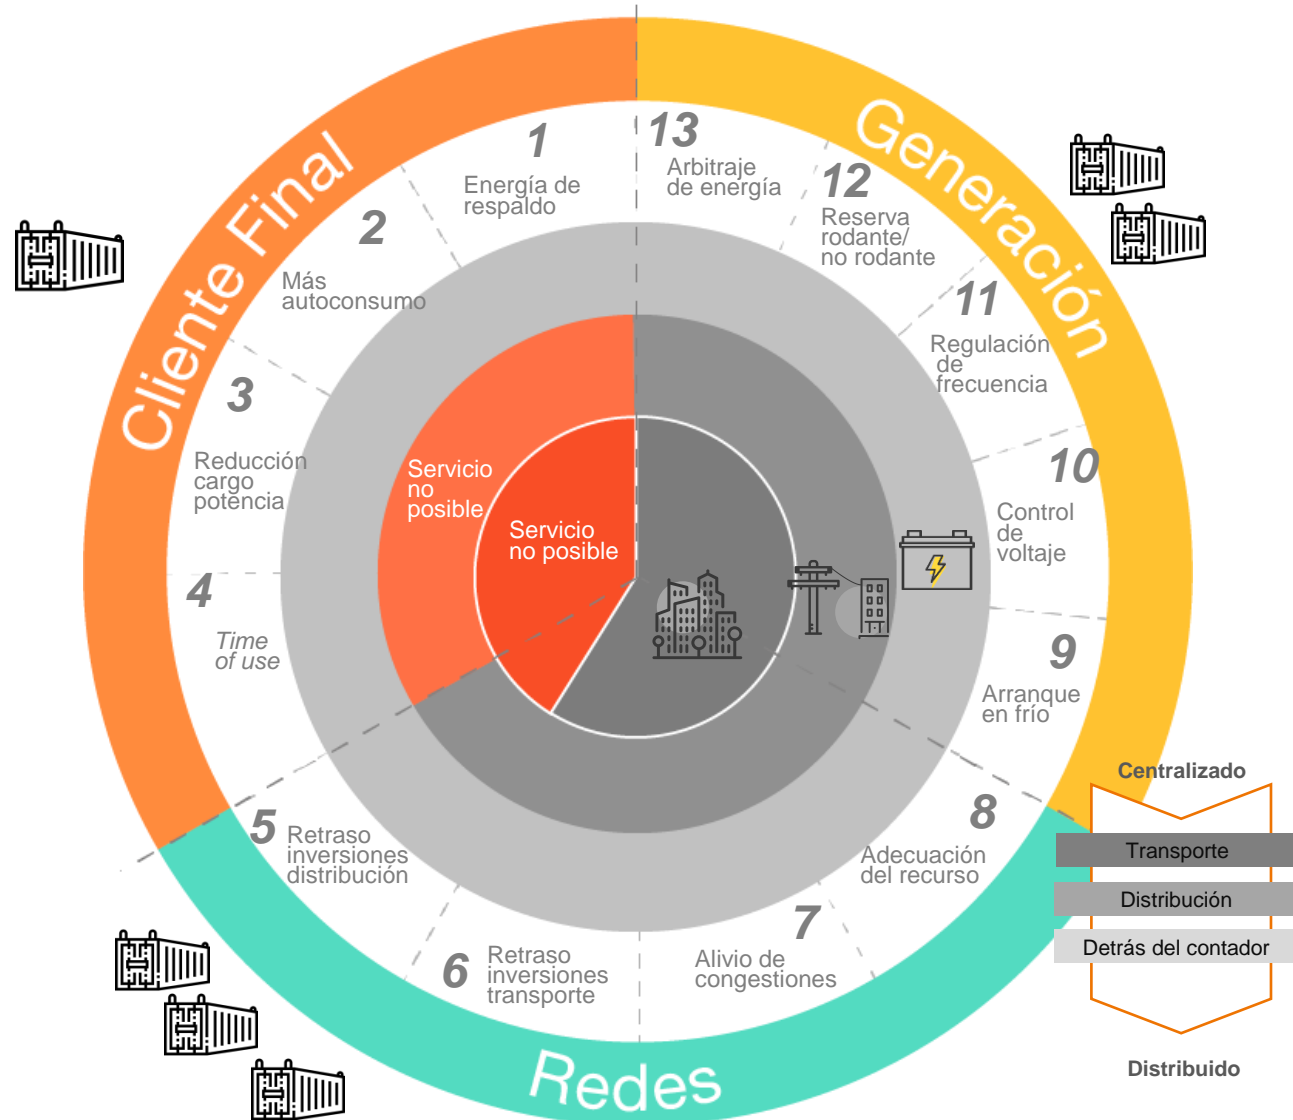 Cliente Final
Generación
Redes
1
Energía de
respaldo
2
Más
autoconsumo
3
Reducción
cargo
potencia
4
Time
of use
5
Retraso
inversiones
distribución
6
Retraso
inversiones
transporte
7
Alivio de
congestiones
8
Adecuación
del recurso
9
Arranque
en frío
10
Control
de
voltaje
11
Regulación
de
frecuencia
12
Reserva
rodante/
no rodante
13
Arbitraje
de energía
Servicio
no
posible
Servicio
no posible
Centralizado
Transporte
Distribución
Detrás del contador
Distribuido